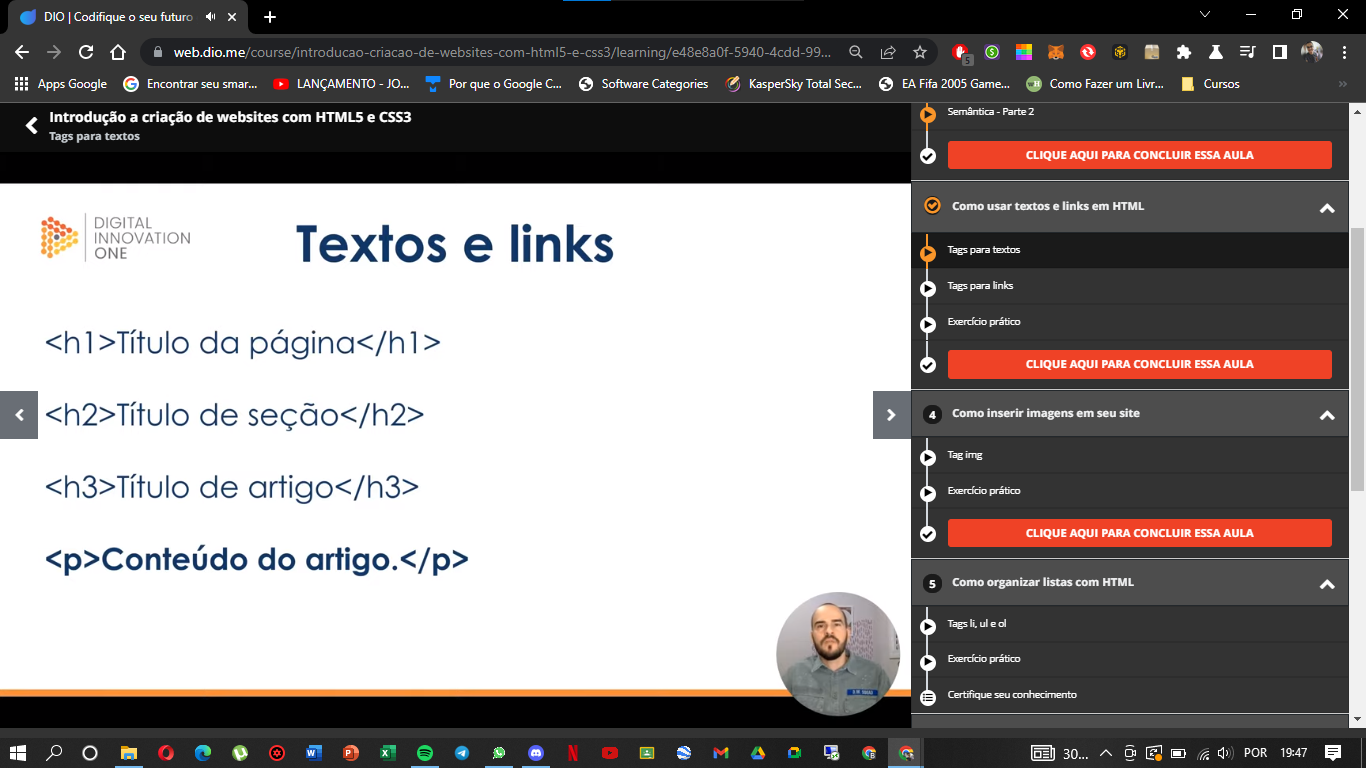 DIO | Codifique o seu futuro
web.dio.me/course/introducao-criacao-de-websites-com-html5-e-css3/learning/e48e8a0f-5940-4cdd-99...
5
Apps Google
Encontrar seu smar...
LANÇAMENTO - JO...
Por que o Google C...
Software Categories
KasperSky Total Sec...
EA Fifa 2005 Game...
Como Fazer um Livr...
Cursos
»
Introdução a criação de websites com HTML5 e CSS3
Tags para textos
DIGITAL
INNOVATION
ONE
Textos e links
<h1>Título da página</h1>
<h2>Título de seção</h2>
<h3>Título de artigo</h3>
<p>Conteúdo do artigo.</p>
Semântica - Parte 2
CLIQUE AQUI PARA CONCLUIR ESSA AULA
Como usar textos e links em HTML
Tags para textos
Tags para links
Exercício prático
CLIQUE AQUI PARA CONCLUIR ESSA AULA
4 Como inserir imagens em seu site
Tag img
Exercício prático
CLIQUE AQUI PARA CONCLUIR ESSA AULA
5 Como organizar listas com HTML
Tags li, ul e ol
Exercício prático
Certifique seu conhecimento
30...
POR
19:47